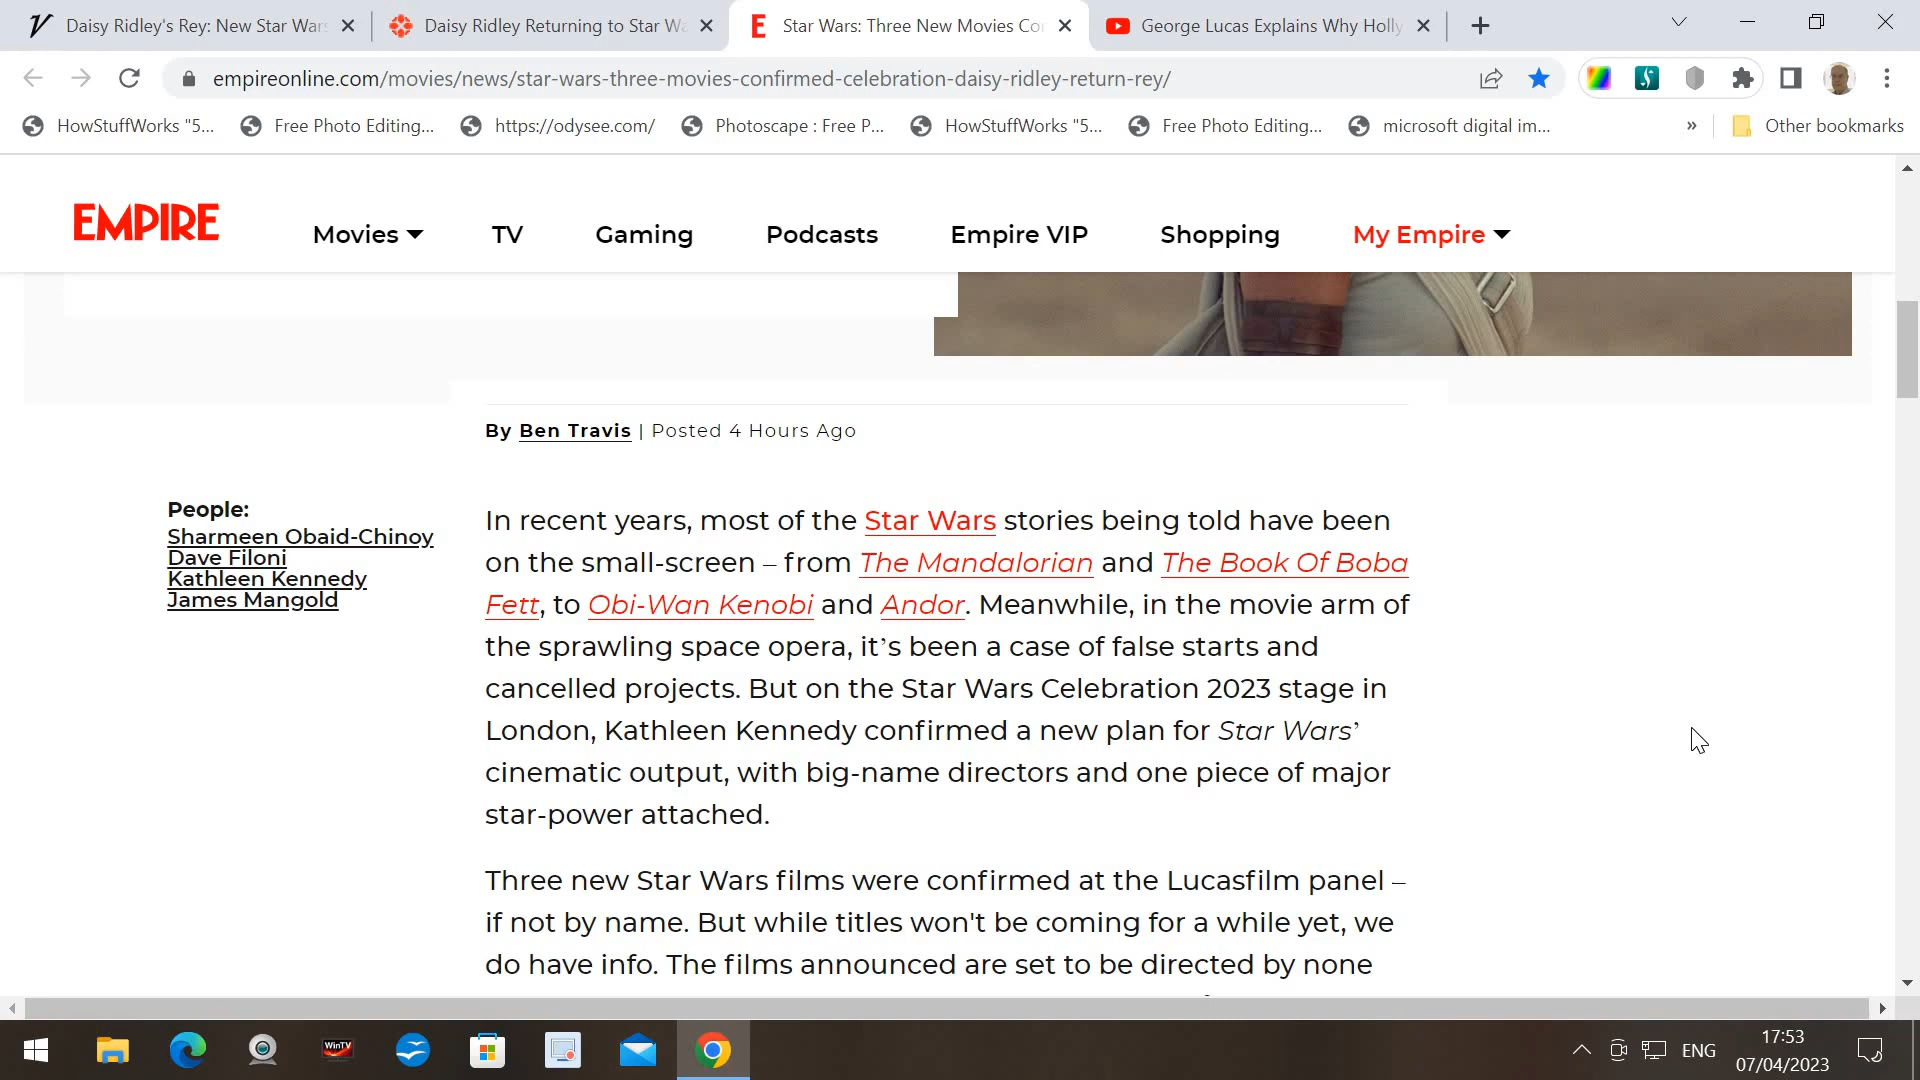 Daisy Ridley's Rey: New Star Wars
Daisy Ridley Returning to Star Wa
Star Wars: Three New Movies Co
George Lucas Explains Why Holly
empireonline.com/movies/news/star-wars-three-movies-confirmed-celebration-daisy-ridley-return-rey/
HowStuffWorks "5...
Free Photo Editing...
https://odysee.com/
Photoscape : Free P...
HowStuffWorks "5...
Free Photo Editing...
microsoft digital im...
»
Other bookmarks
EMPIRE
Movies
TV
Gaming
Podcasts
Empire VIP
Shopping
My Empire
By Ben Travis | Posted 4 Hours Ago
People:
Sharmeen Obaid-Chinoy
Dave Filoni
Kathleen Kennedy
James Mangold
In recent years, most of the Star Wars stories being told have been
on the small-screen – from The Mandalorian and The Book Of Boba
Fett, to Obi-Wan Kenobi and Andor. Meanwhile, in the movie arm of
the sprawling space opera, it’s been a case of false starts and
cancelled projects. But on the Star Wars Celebration 2023 stage in
London, Kathleen Kennedy confirmed a new plan for Star Wars’
cinematic output, with big-name directors and one piece of major
star-power attached.
Three new Star Wars films were confirmed at the Lucasfilm panel –
if not by name. But while titles won't be coming for a while yet, we
do have info. The films announced are set to be directed by none
WinTV
ENG
17:53
07/04/2023